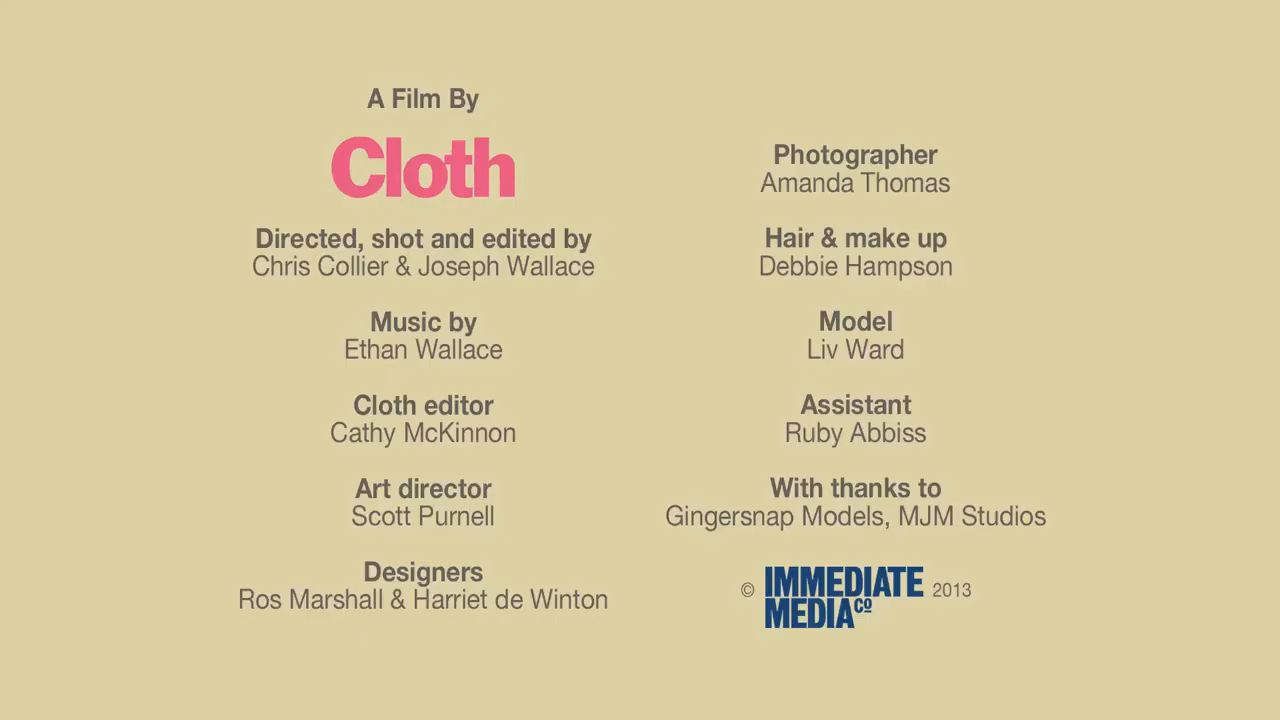 A Film By
Cloth
Directed, shot and edited by
Chris Collier & Joseph Wallace
Music by
Ethan Wallace
Cloth editor
Cathy McKinnon
Art director
Scott Purnell
Designers
Ros Marshall & Harriet de Winton
Photographer
Amanda Thomas
Hair & make up
Debbie Hampson
Model
Liv Ward
Assistant
Ruby Abbiss
With thanks to
Gingersnap Models, MJM Studios
© IMMEDIATE 2013
MEDIA Co